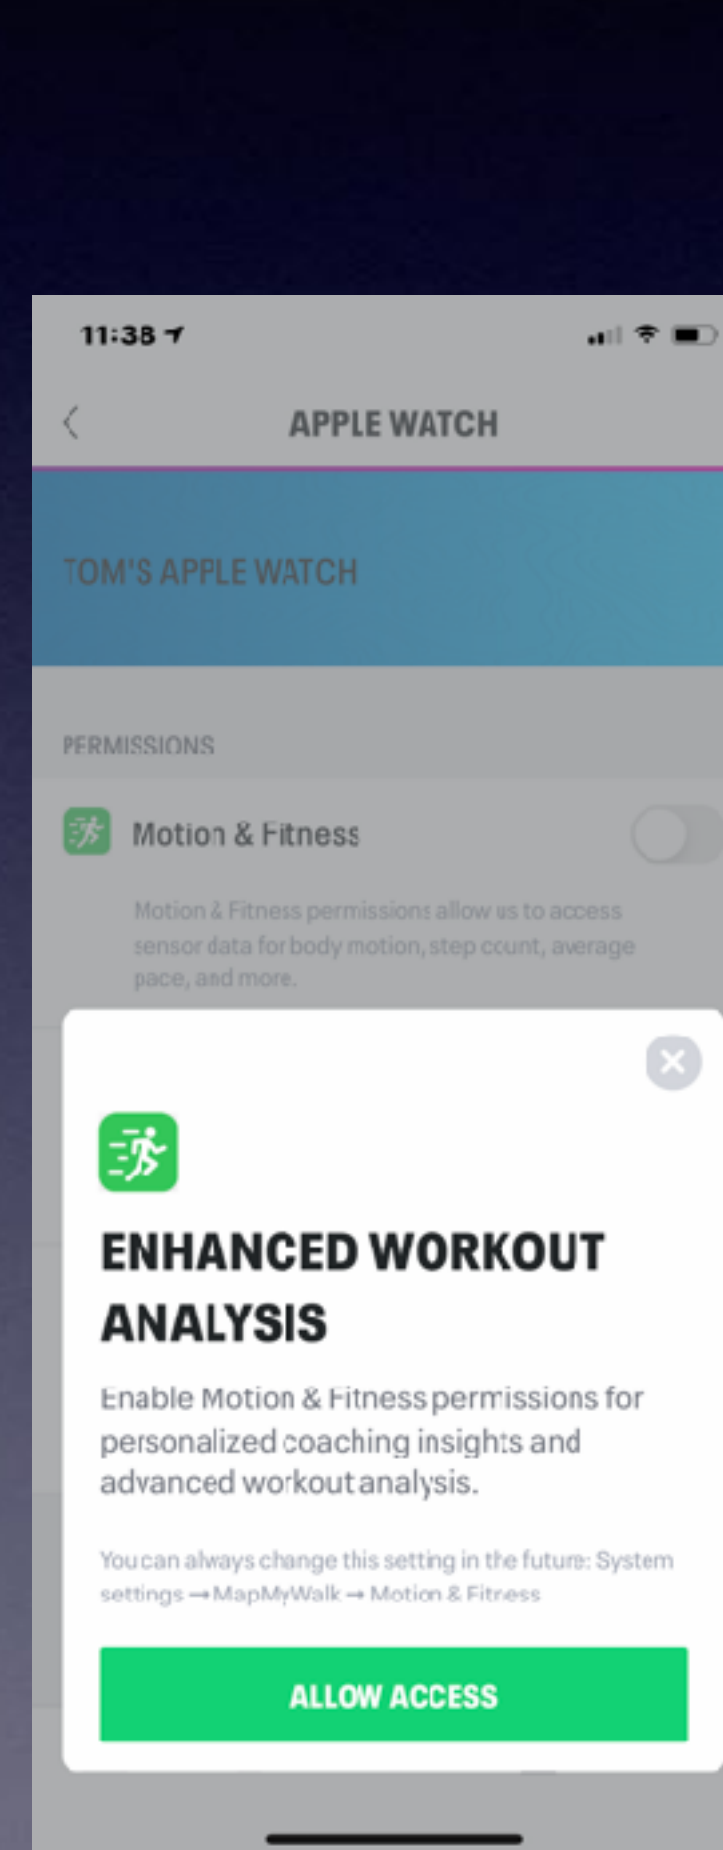 11:38
APPLE WATCH
TOM'S APPLE WATCH
PERMISSIONS
Motion & Fitness
Motion & Fitness permissions allow us to access
sensor data for body motion, step count, average
pace, and more.
ENHANCED WORKOUT
ANALYSIS
Enable Motion & Fitness permissions for
personalized coaching insights and
advanced workout analysis.
You can always change this setting in the future: System
settings → MapMyWalk → Motion & Fitness
ALLOW ACCESS